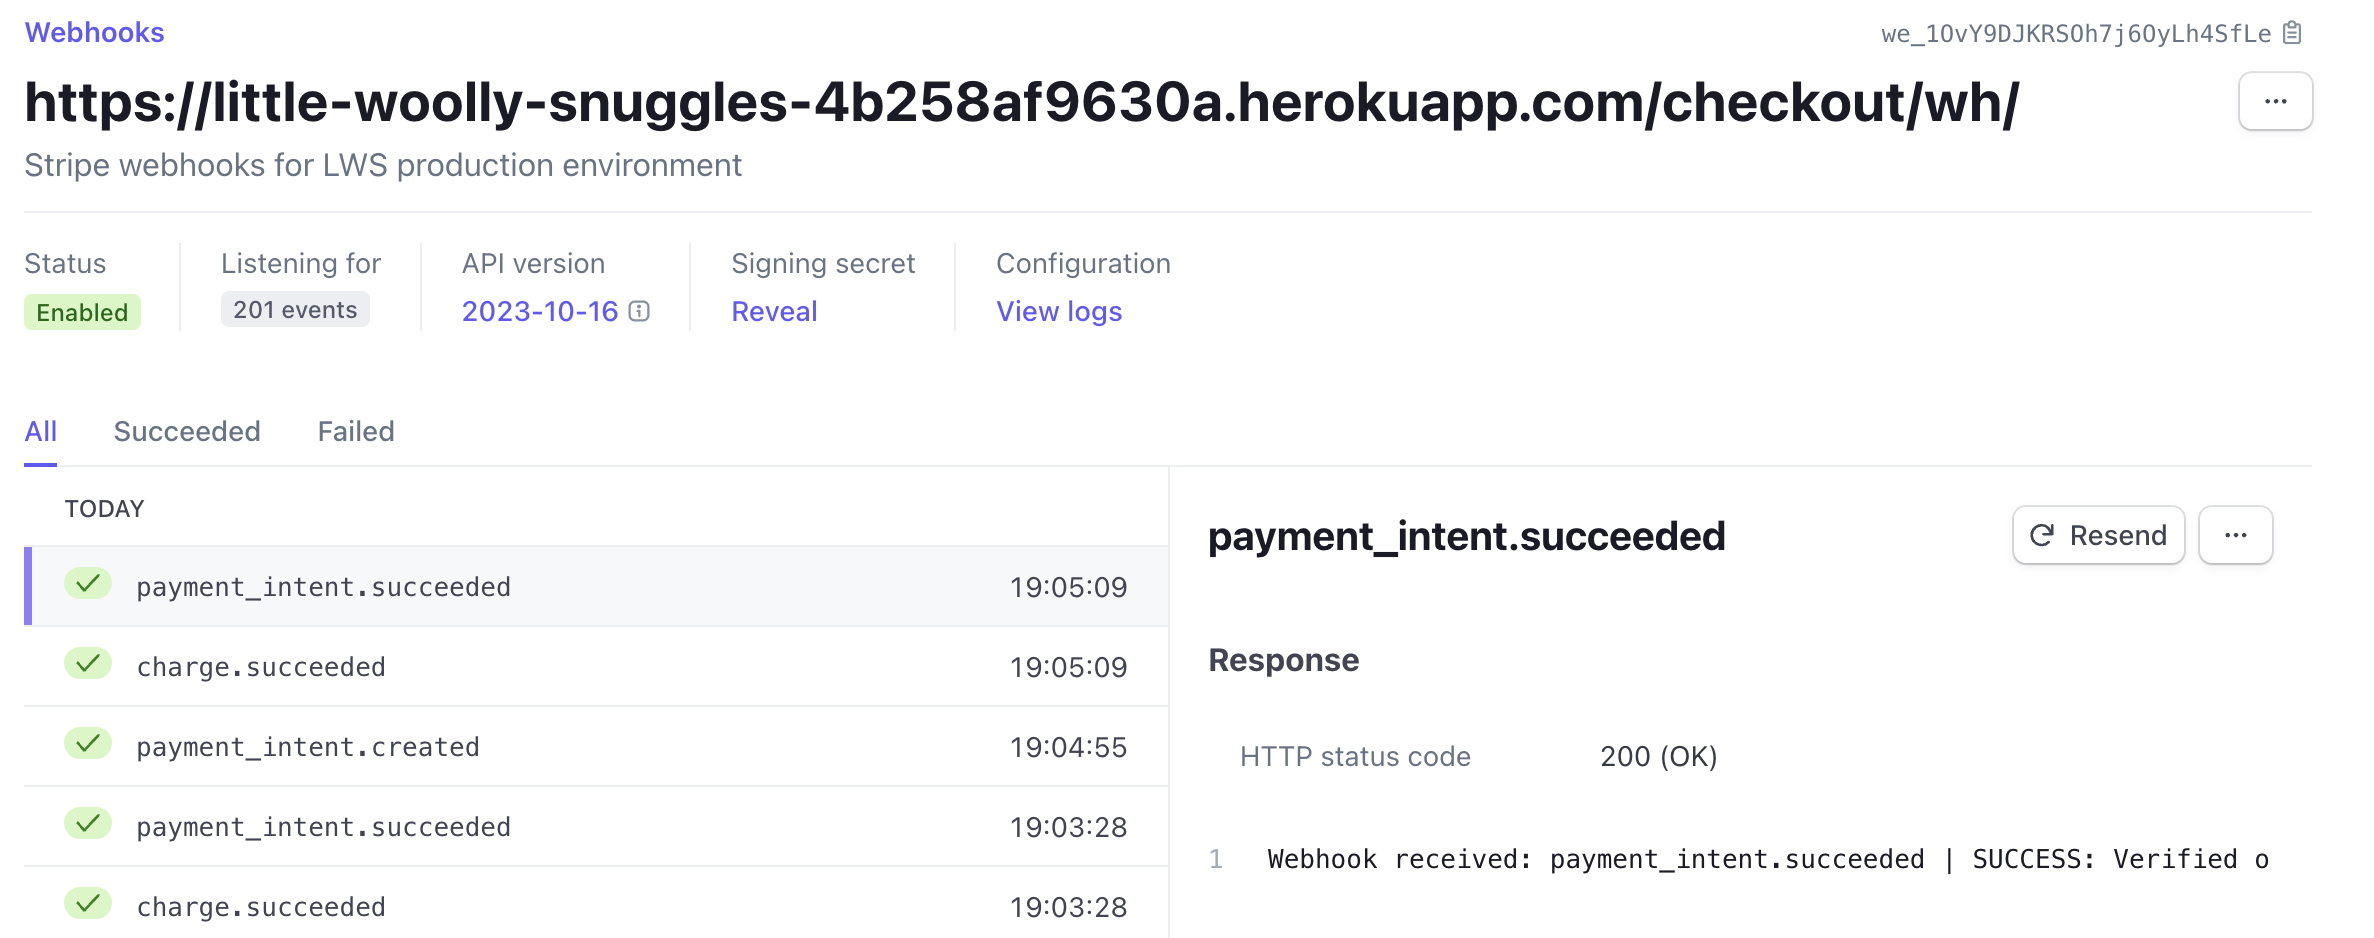 Webhooks
we_1OvY9DJKRSOh7j6OyLh4SfLe
https://little-woolly-snuggles-4b258af9630a.herokuapp.com/checkout/wh/
Stripe webhooks for LWS production environment
Status
Listening for
API version
Signing secret
Configuration
Enabled
201 events
2023-10-16
Reveal
View logs
All
Succeeded
Failed
TODAY
payment_intent.succeeded 19:05:09
charge.succeeded 19:05:09
payment_intent.created 19:04:55
payment_intent.succeeded 19:03:28
charge.succeeded 19:03:28
payment_intent.succeeded
Resend
Response
HTTP status code 200 (OK)
1 Webhook received: payment_intent.succeeded | SUCCESS: Verified o